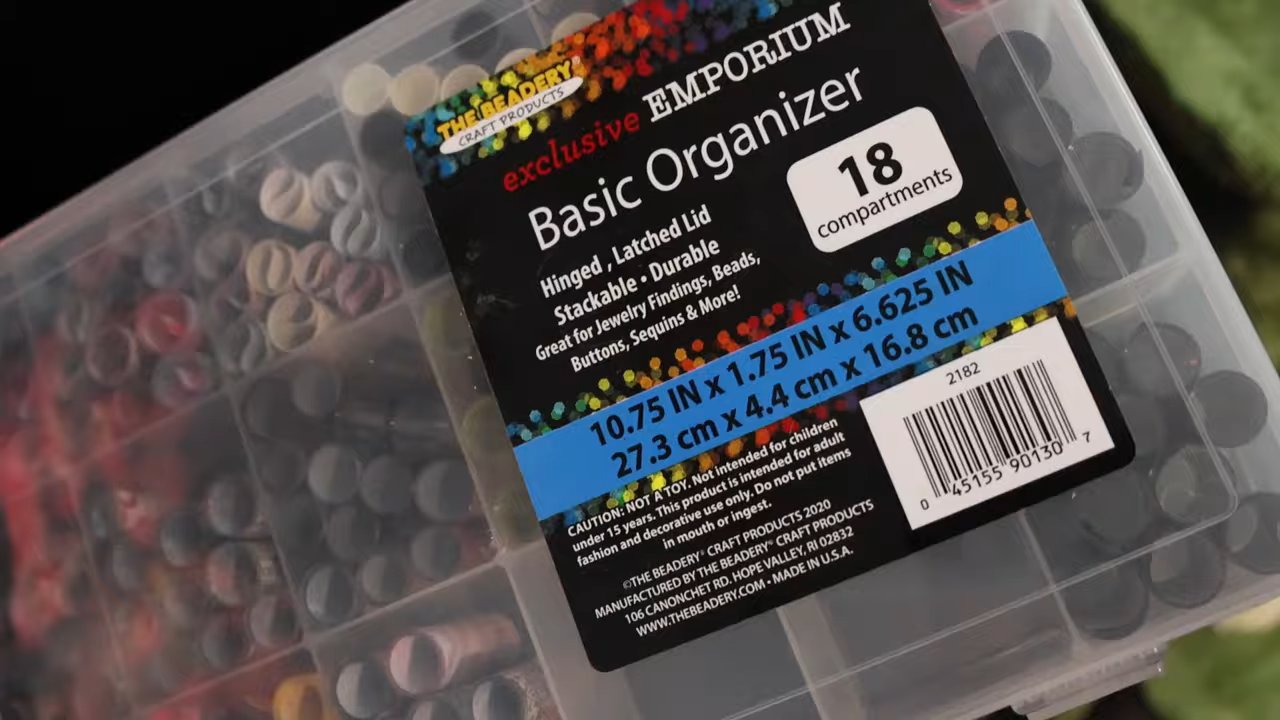 THE BEADERY®
CRAFT PRODUCTS
exclusive EMPORIUM
Basic Organizer
18
compartments
Hinged , Latched Lid
Stackable • Durable
Great for Jewelry Findings, Beads,
Buttons, Sequins & More!
10.75 IN x 1.75 IN x 6.625 IN
27.3 cm x 4.4 cm x 16.8 cm
CAUTION: NOT A TOY. Not intended for children
under 15 years. This product is intended for adult
fashion and decorative use only. Do not put items
in mouth or ingest.
©THE BEADERY® CRAFT PRODUCTS 2020
MANUFACTURED BY THE BEADERY® CRAFT PRODUCTS
106 CANONCHET RD. HOPE VALLEY, RI 02832
WWW.THEBEADERY.COM • MADE IN U.S.A.
2182
0 45155 90130 7